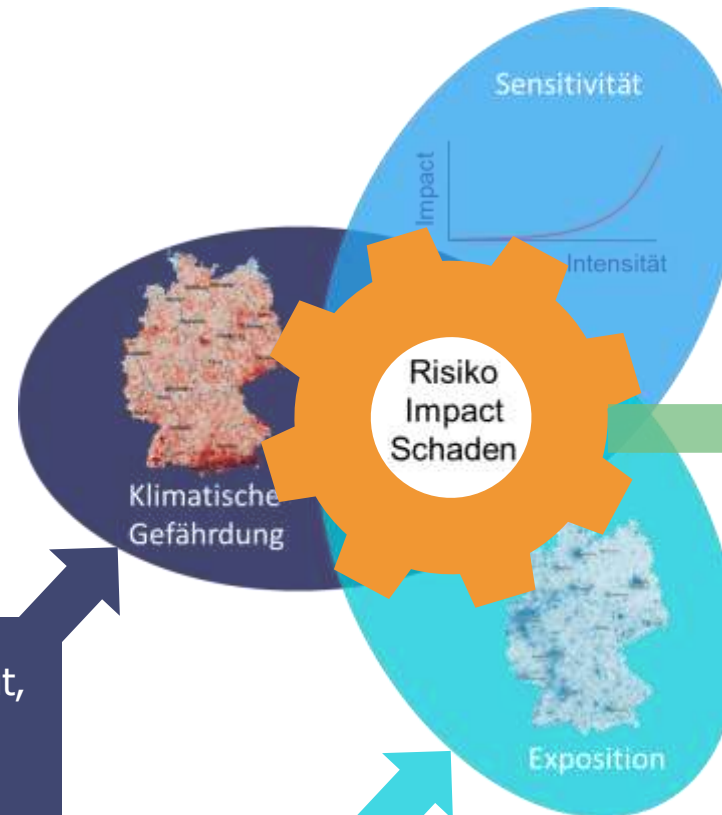 Sensitivität
Impact
Intensität
Risiko
Impact
Schaden
Klimatische
Gefährdung
t,
Exposition